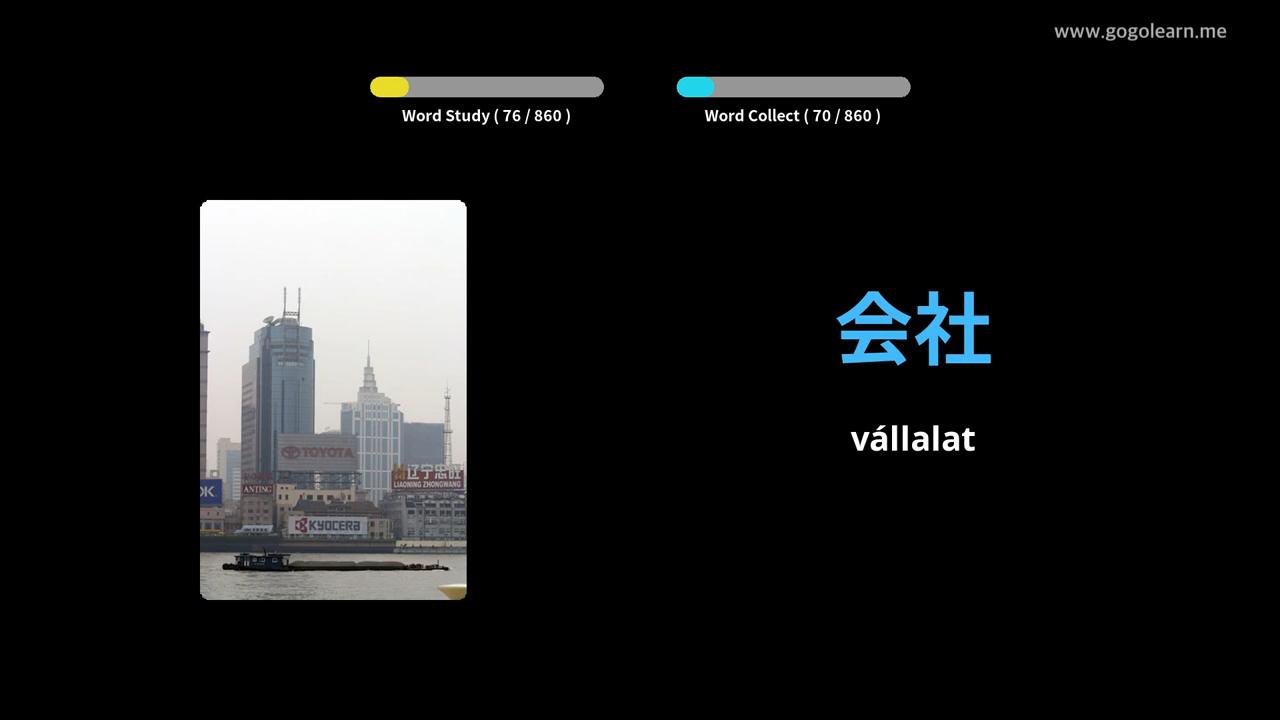 www.gogolearn.me
Word Study ( 76 / 860 )
Word Collect ( 70 / 860 )
会社
vállalat
TOYOTA
辽宁忠旺
LIAONING ZHONGWANG
ANTING
KYOCERA